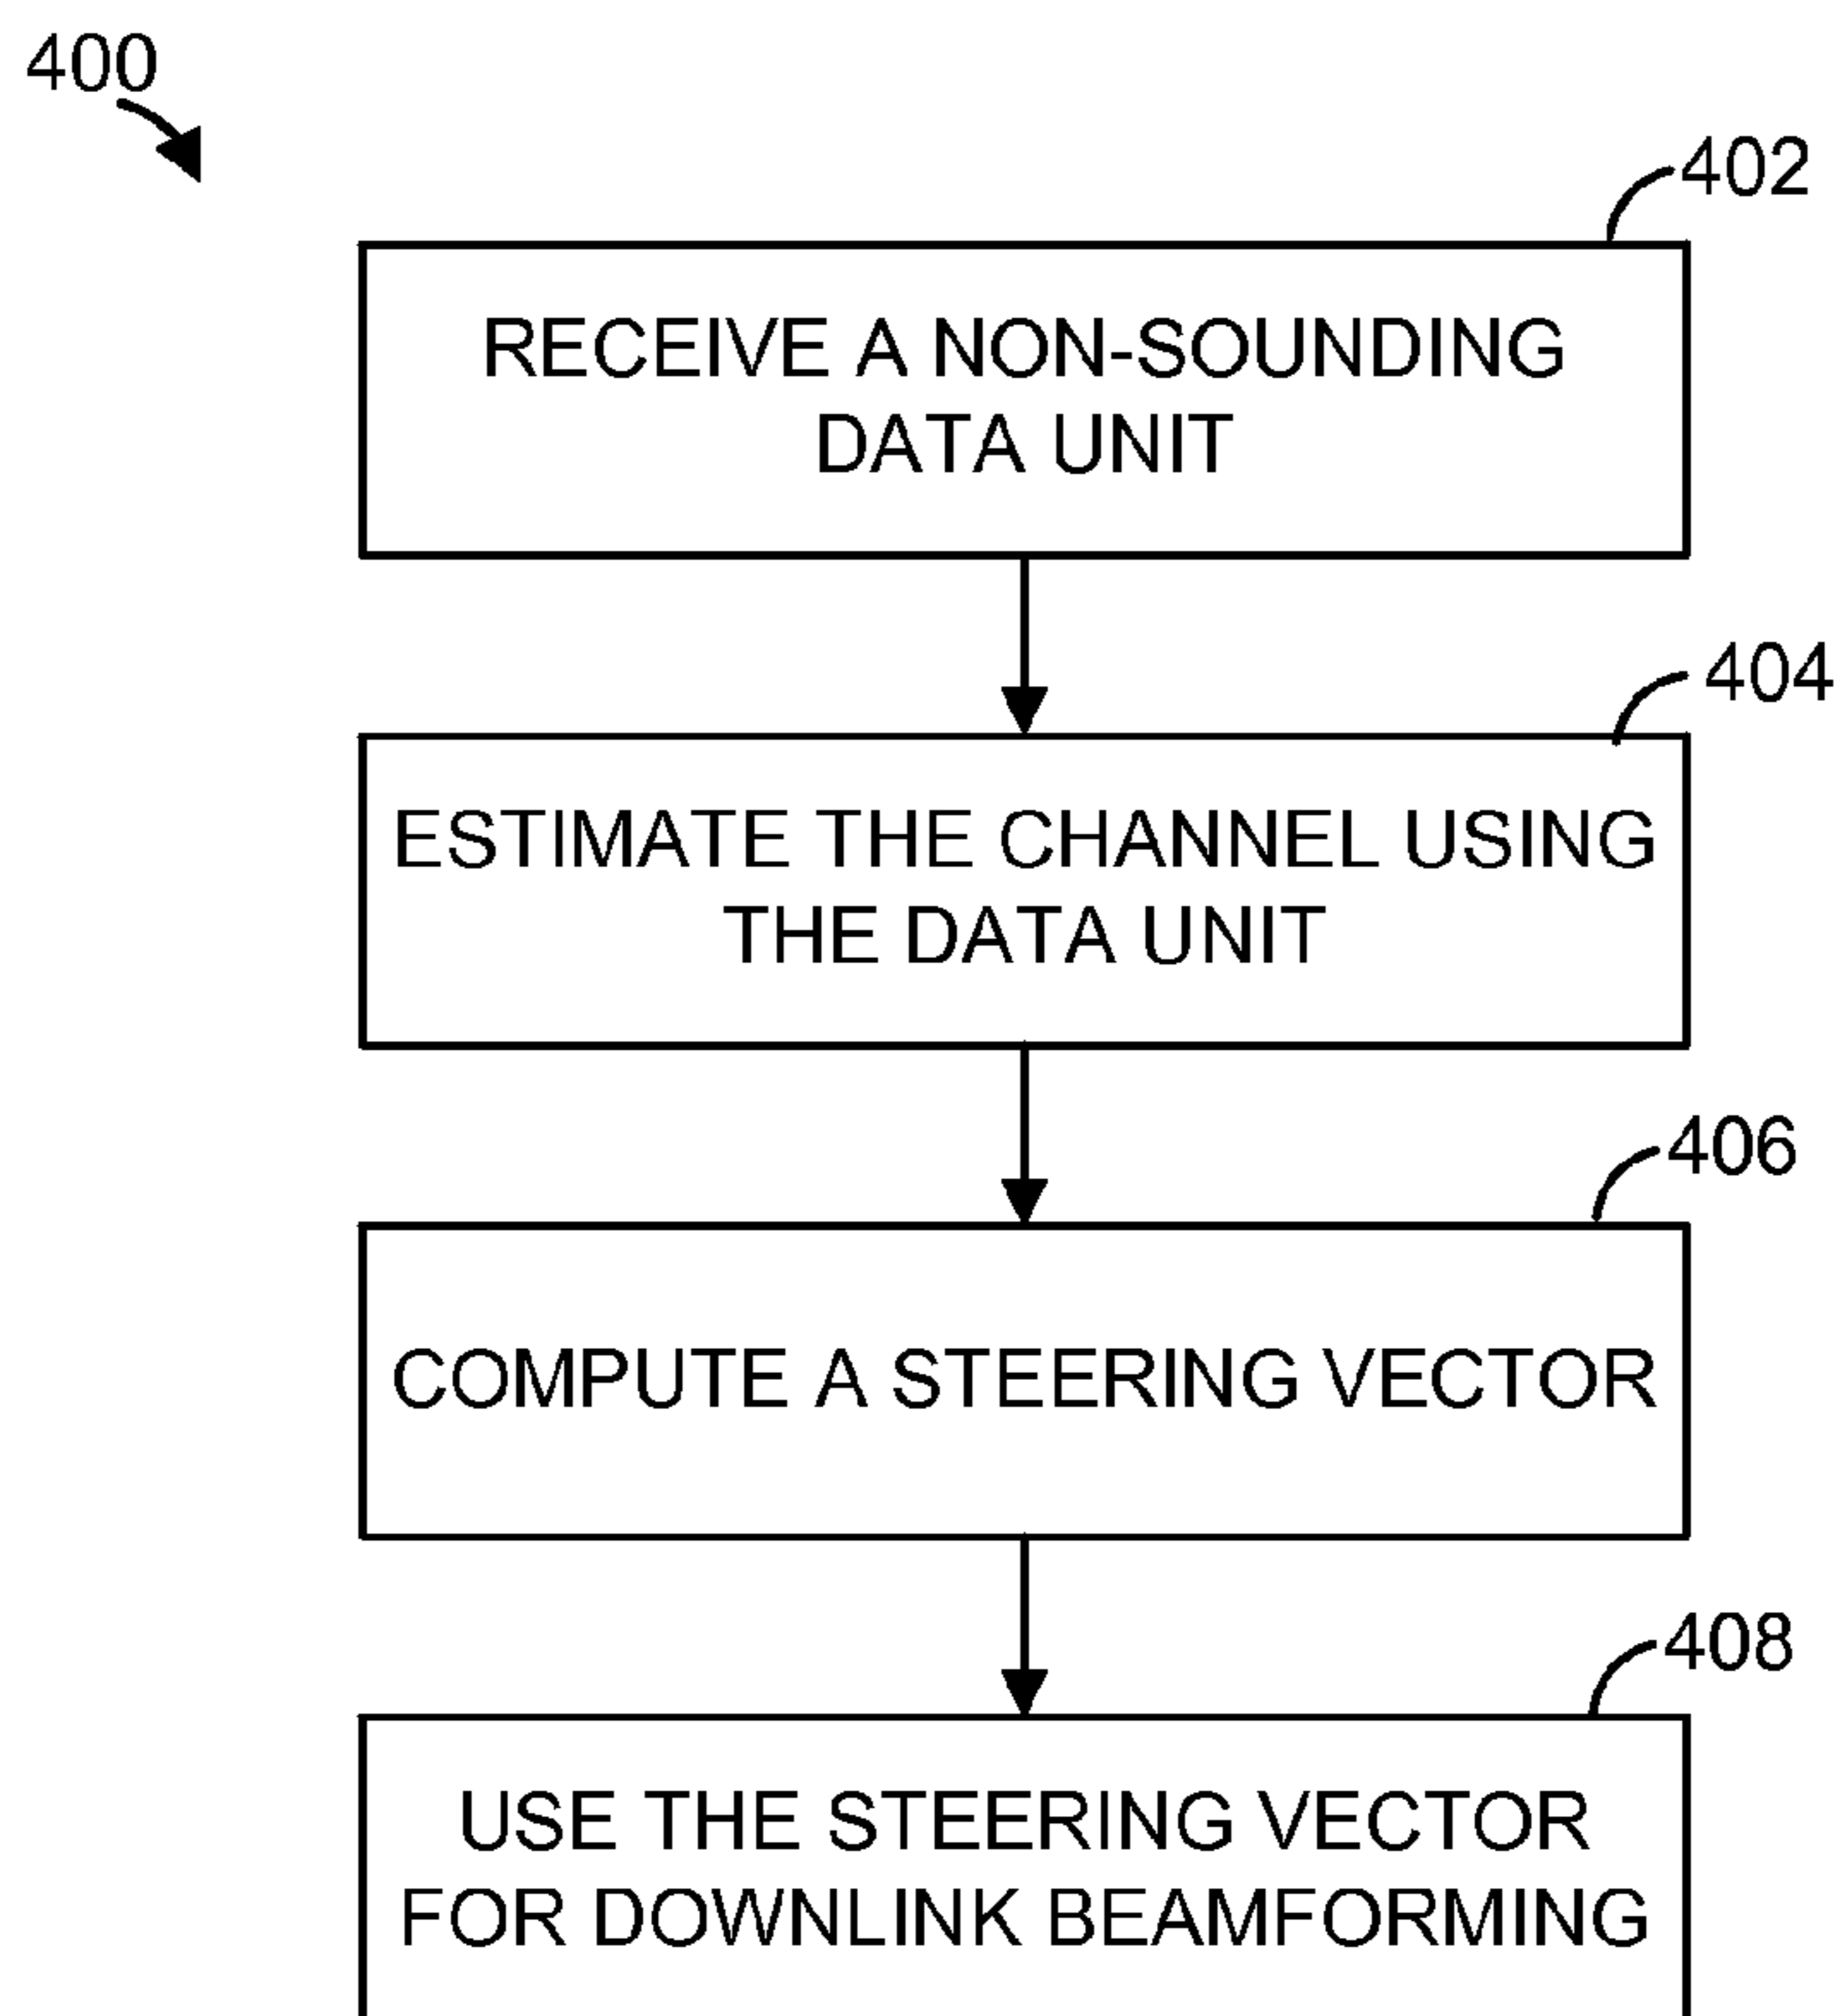 400
402
RECEIVE A NON-SOUNDING
DATA UNIT
404
ESTIMATE THE CHANNEL USING
THE DATA UNIT
406
COMPUTE A STEERING VECTOR
408
USE THE STEERING VECTOR
FOR DOWNLINK BEAMFORMING